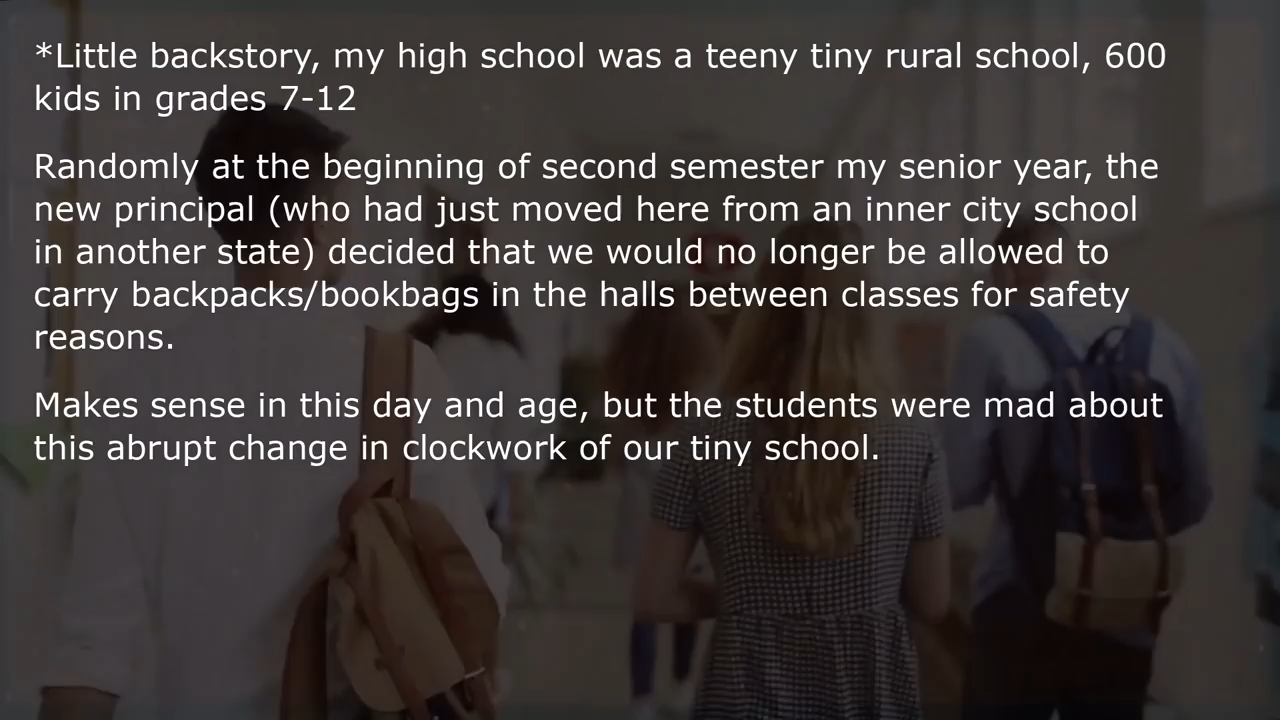 *Little backstory, my high school was a teeny tiny rural school, 600
kids in grades 7-12
Randomly at the beginning of second semester my senior year, the
new principal (who had just moved here from an inner city school
in another state) decided that we would no longer be allowed to
carry backpacks/bookbags in the halls between classes for safety
reasons.
Makes sense in this day and age, but the students were mad about
this abrupt change in clockwork of our tiny school.